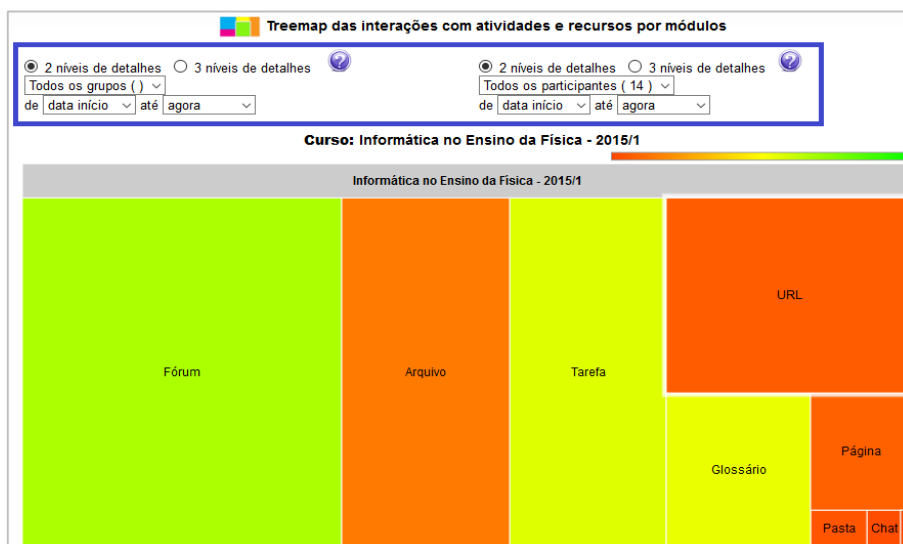 Treemap das interações com atividades e recursos por módulos
2 níveis de detalhes 3 níveis de detalhes ? 2 níveis de detalhes 3 níveis de detalhes ?
Todos os grupos ( ) Todos os participantes ( 14 )
de data início até agora de data início até agora
Curso: Informática no Ensino da Física - 2015/1
Informática no Ensino da Física - 2015/1
URL
Fórum Arquivo Tarefa
Página
Glossário
Pasta Chat